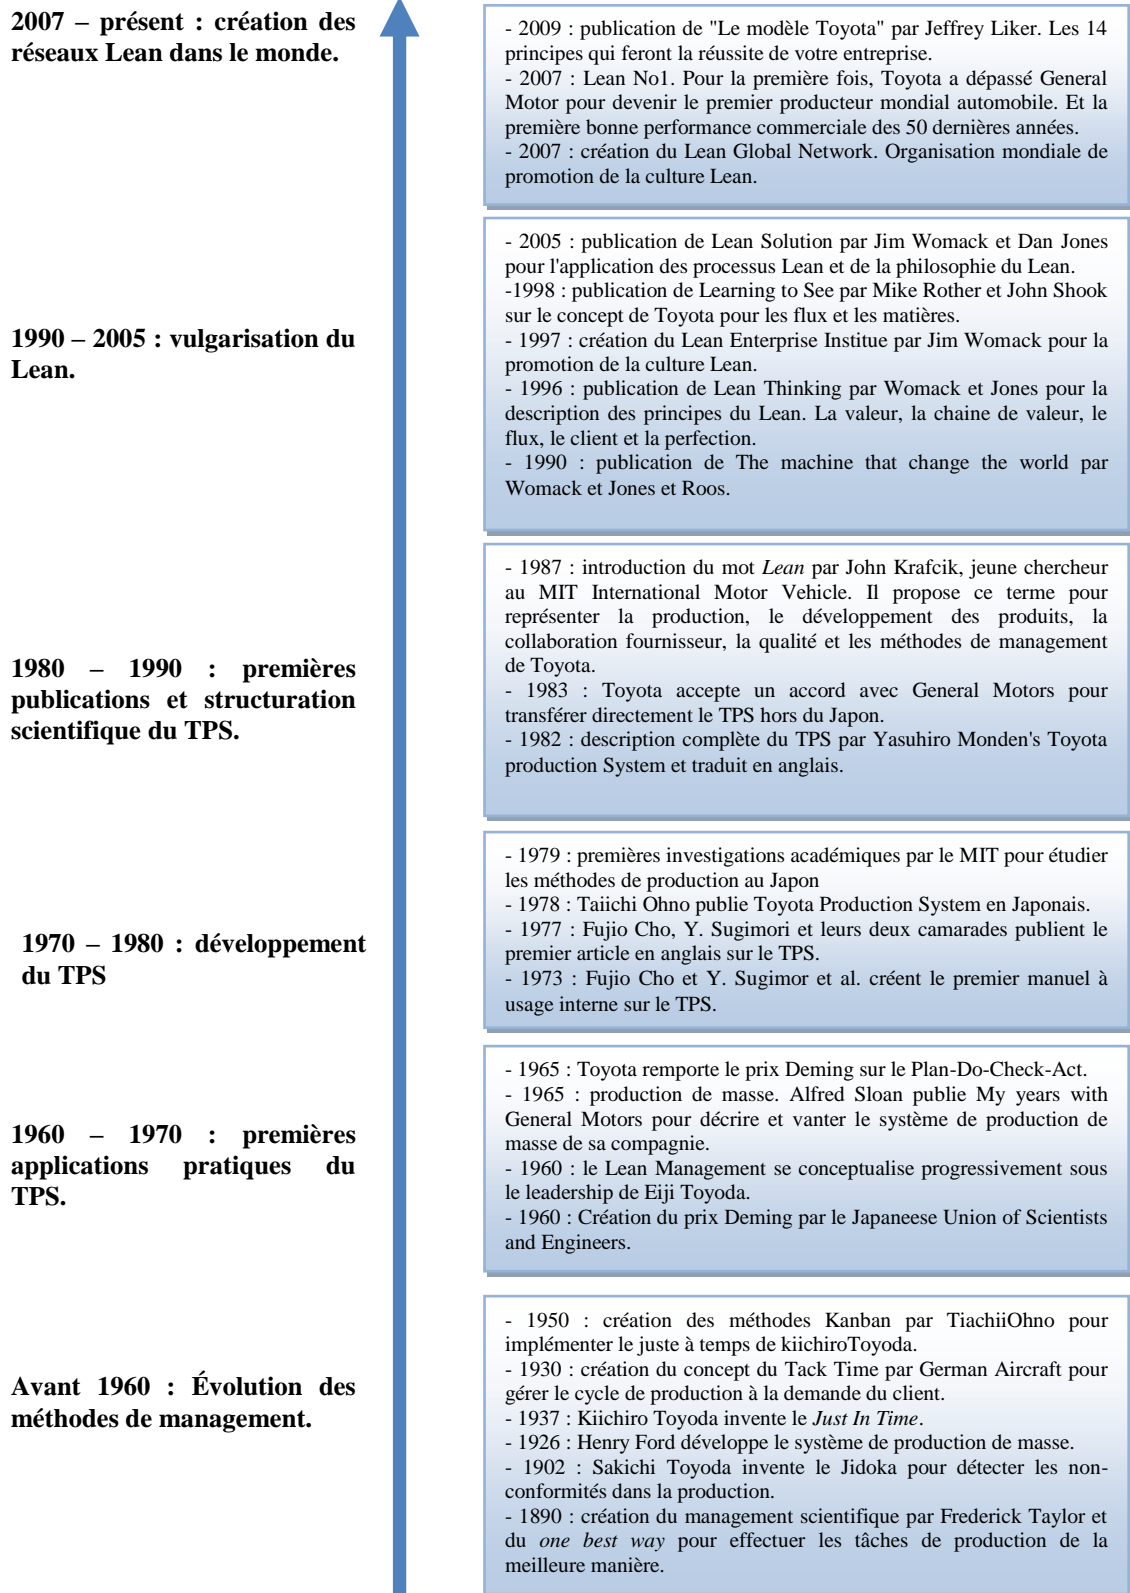 2007 – présent : création des
réseaux Lean dans le monde.
- 2009 : publication de "Le modèle Toyota" par Jeffrey Liker. Les 14
principes qui feront la réussite de votre entreprise.
- 2007 : Lean No1. Pour la première fois, Toyota a dépassé General
Motor pour devenir le premier producteur mondial automobile. Et la
première bonne performance commerciale des 50 dernières années.
- 2007 : création du Lean Global Network. Organisation mondiale de
promotion de la culture Lean.
1990 – 2005 : vulgarisation du
Lean.
- 2005 : publication de Lean Solution par Jim Womack et Dan Jones
pour l'application des processus Lean et de la philosophie du Lean.
-1998 : publication de Learning to See par Mike Rother et John Shook
sur le concept de Toyota pour les flux et les matières.
- 1997 : création du Lean Enterprise Institue par Jim Womack pour la
promotion de la culture Lean.
- 1996 : publication de Lean Thinking par Womack et Jones pour la
description des principes du Lean. La valeur, la chaine de valeur, le
flux, le client et la perfection.
- 1990 : publication de The machine that change the world par
Womack et Jones et Roos.
1980 – 1990 : premières
publications et structuration
scientifique du TPS.
- 1987 : introduction du mot Lean par John Krafcik, jeune chercheur
au MIT International Motor Vehicle. Il propose ce terme pour
représenter la production, le développement des produits, la
collaboration fournisseur, la qualité et les méthodes de management
de Toyota.
- 1983 : Toyota accepte un accord avec General Motors pour
transférer directement le TPS hors du Japon.
- 1982 : description complète du TPS par Yasuhiro Monden's Toyota
production System et traduit en anglais.
1970 – 1980 : développement
du TPS
- 1979 : premières investigations académiques par le MIT pour étudier
les méthodes de production au Japon
- 1978 : Taiichi Ohno publie Toyota Production System en Japonais.
- 1977 : Fujio Cho, Y. Sugimori et leurs deux camarades publient le
premier article en anglais sur le TPS.
- 1973 : Fujio Cho et Y. Sugimor et al. créent le premier manuel à
usage interne sur le TPS.
1960 – 1970 : premières
applications pratiques du
TPS.
- 1965 : Toyota remporte le prix Deming sur le Plan-Do-Check-Act.
- 1965 : production de masse. Alfred Sloan publie My years with
General Motors pour décrire et vanter le système de production de
masse de sa compagnie.
- 1960 : le Lean Management se conceptualise progressivement sous
le leadership de Eiji Toyoda.
- 1960 : Création du prix Deming par le Japaneese Union of Scientists
and Engineers.
Avant 1960 : Évolution des
méthodes de management.
- 1950 : création des méthodes Kanban par TiachiiOhno pour
implémenter le juste à temps de kiichiroToyoda.
- 1930 : création du concept du Tack Time par German Aircraft pour
gérer le cycle de production à la demande du client.
- 1937 : Kiichiro Toyoda invente le Just In Time.
- 1926 : Henry Ford développe le système de production de masse.
- 1902 : Sakichi Toyoda invente le Jidoka pour détecter les non-
conformités dans la production.
- 1890 : création du management scientifique par Frederick Taylor et
du one best way pour effectuer les tâches de production de la
meilleure manière.